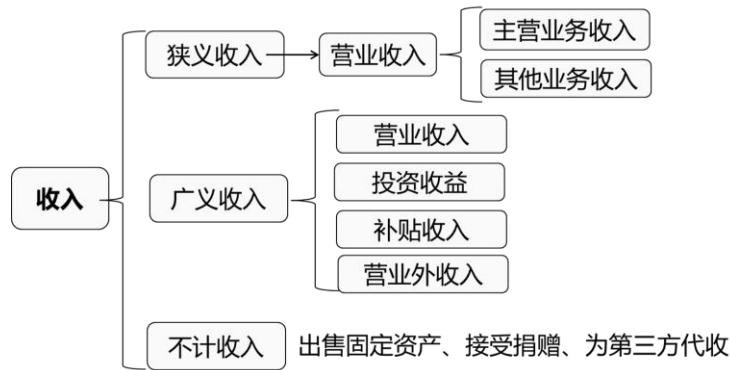 收入
狭义收入
营业收入
主营业务收入
其他业务收入
广义收入
营业收入
投资收益
补贴收入
营业外收入
不计收入
出售固定资产、接受捐赠、为第三方代收